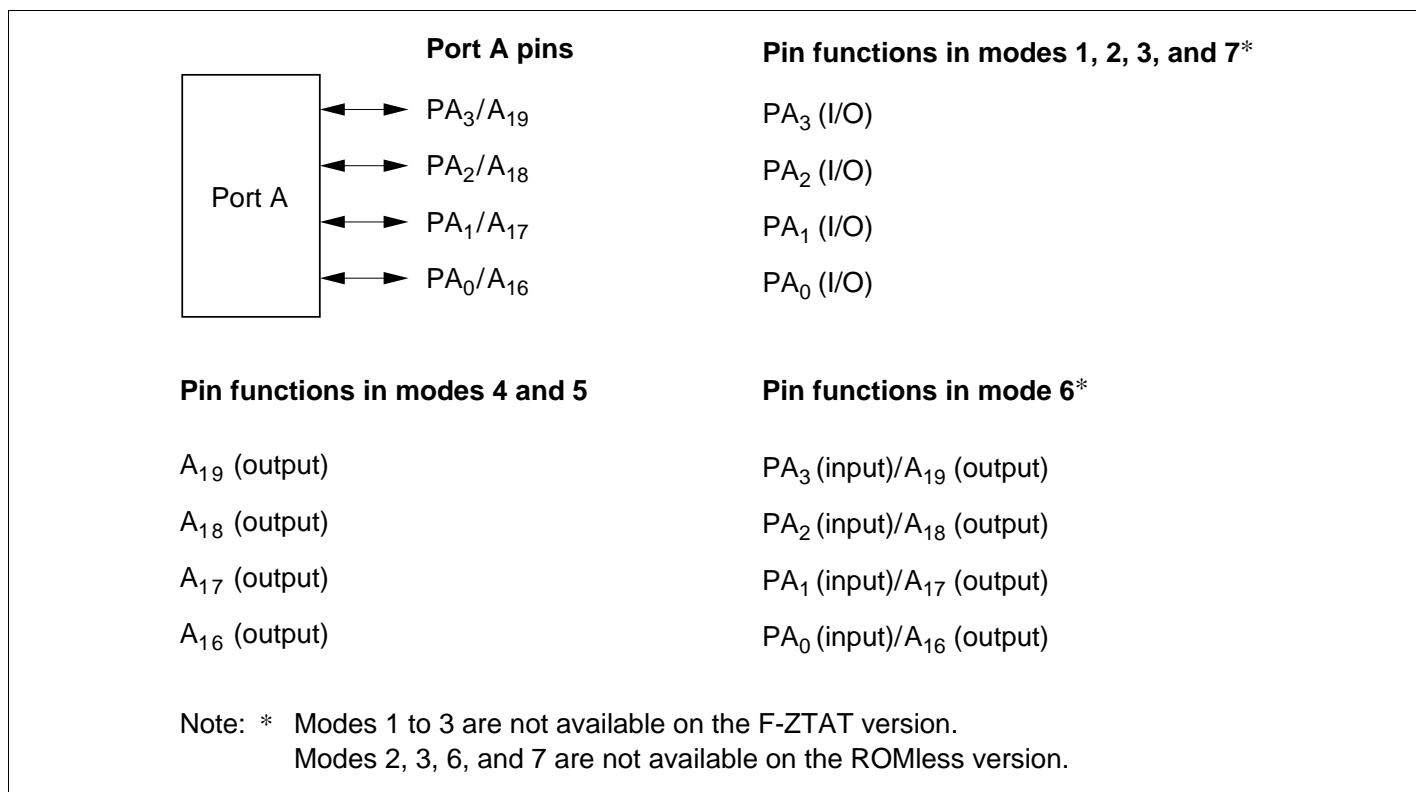 Port A pins
Pin functions in modes 1, 2, 3, and 7*
Port A
PA₃/A₁₉
PA₃ (I/O)
PA₂/A₁₈
PA₂ (I/O)
PA₁/A₁₇
PA₁ (I/O)
PA₀/A₁₆
PA₀ (I/O)
Pin functions in modes 4 and 5
A₁₉ (output)
A₁₈ (output)
A₁₇ (output)
A₁₆ (output)
Pin functions in mode 6*
PA₃ (input)/A₁₉ (output)
PA₂ (input)/A₁₈ (output)
PA₁ (input)/A₁₇ (output)
PA₀ (input)/A₁₆ (output)
Note: * Modes 1 to 3 are not available on the F-ZTAT version.
Modes 2, 3, 6, and 7 are not available on the ROMless version.